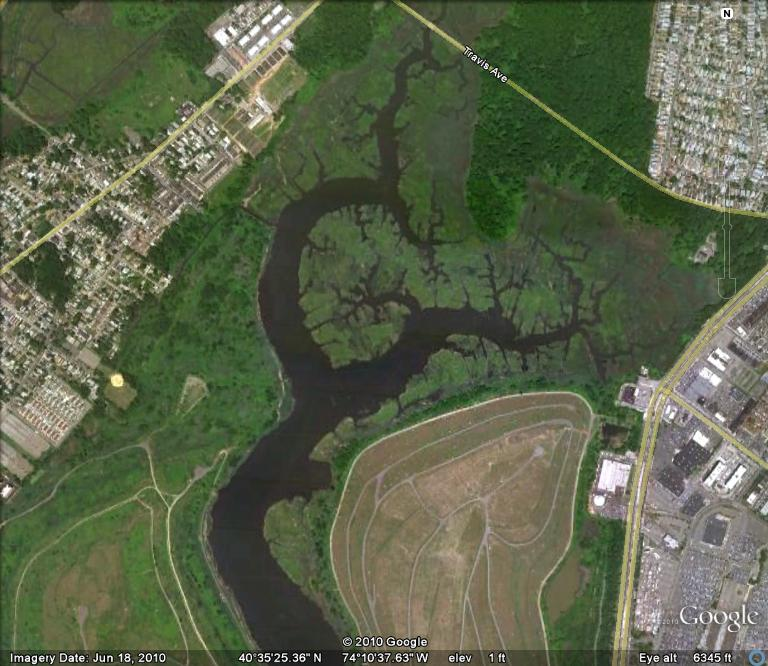 N
Travis Ave
© 2010 Google
Google
Imagery Date: Jun 18, 2010 40°35'25.36" N 74°10'37.63" W elev 1 ft Eye alt 6345 ft